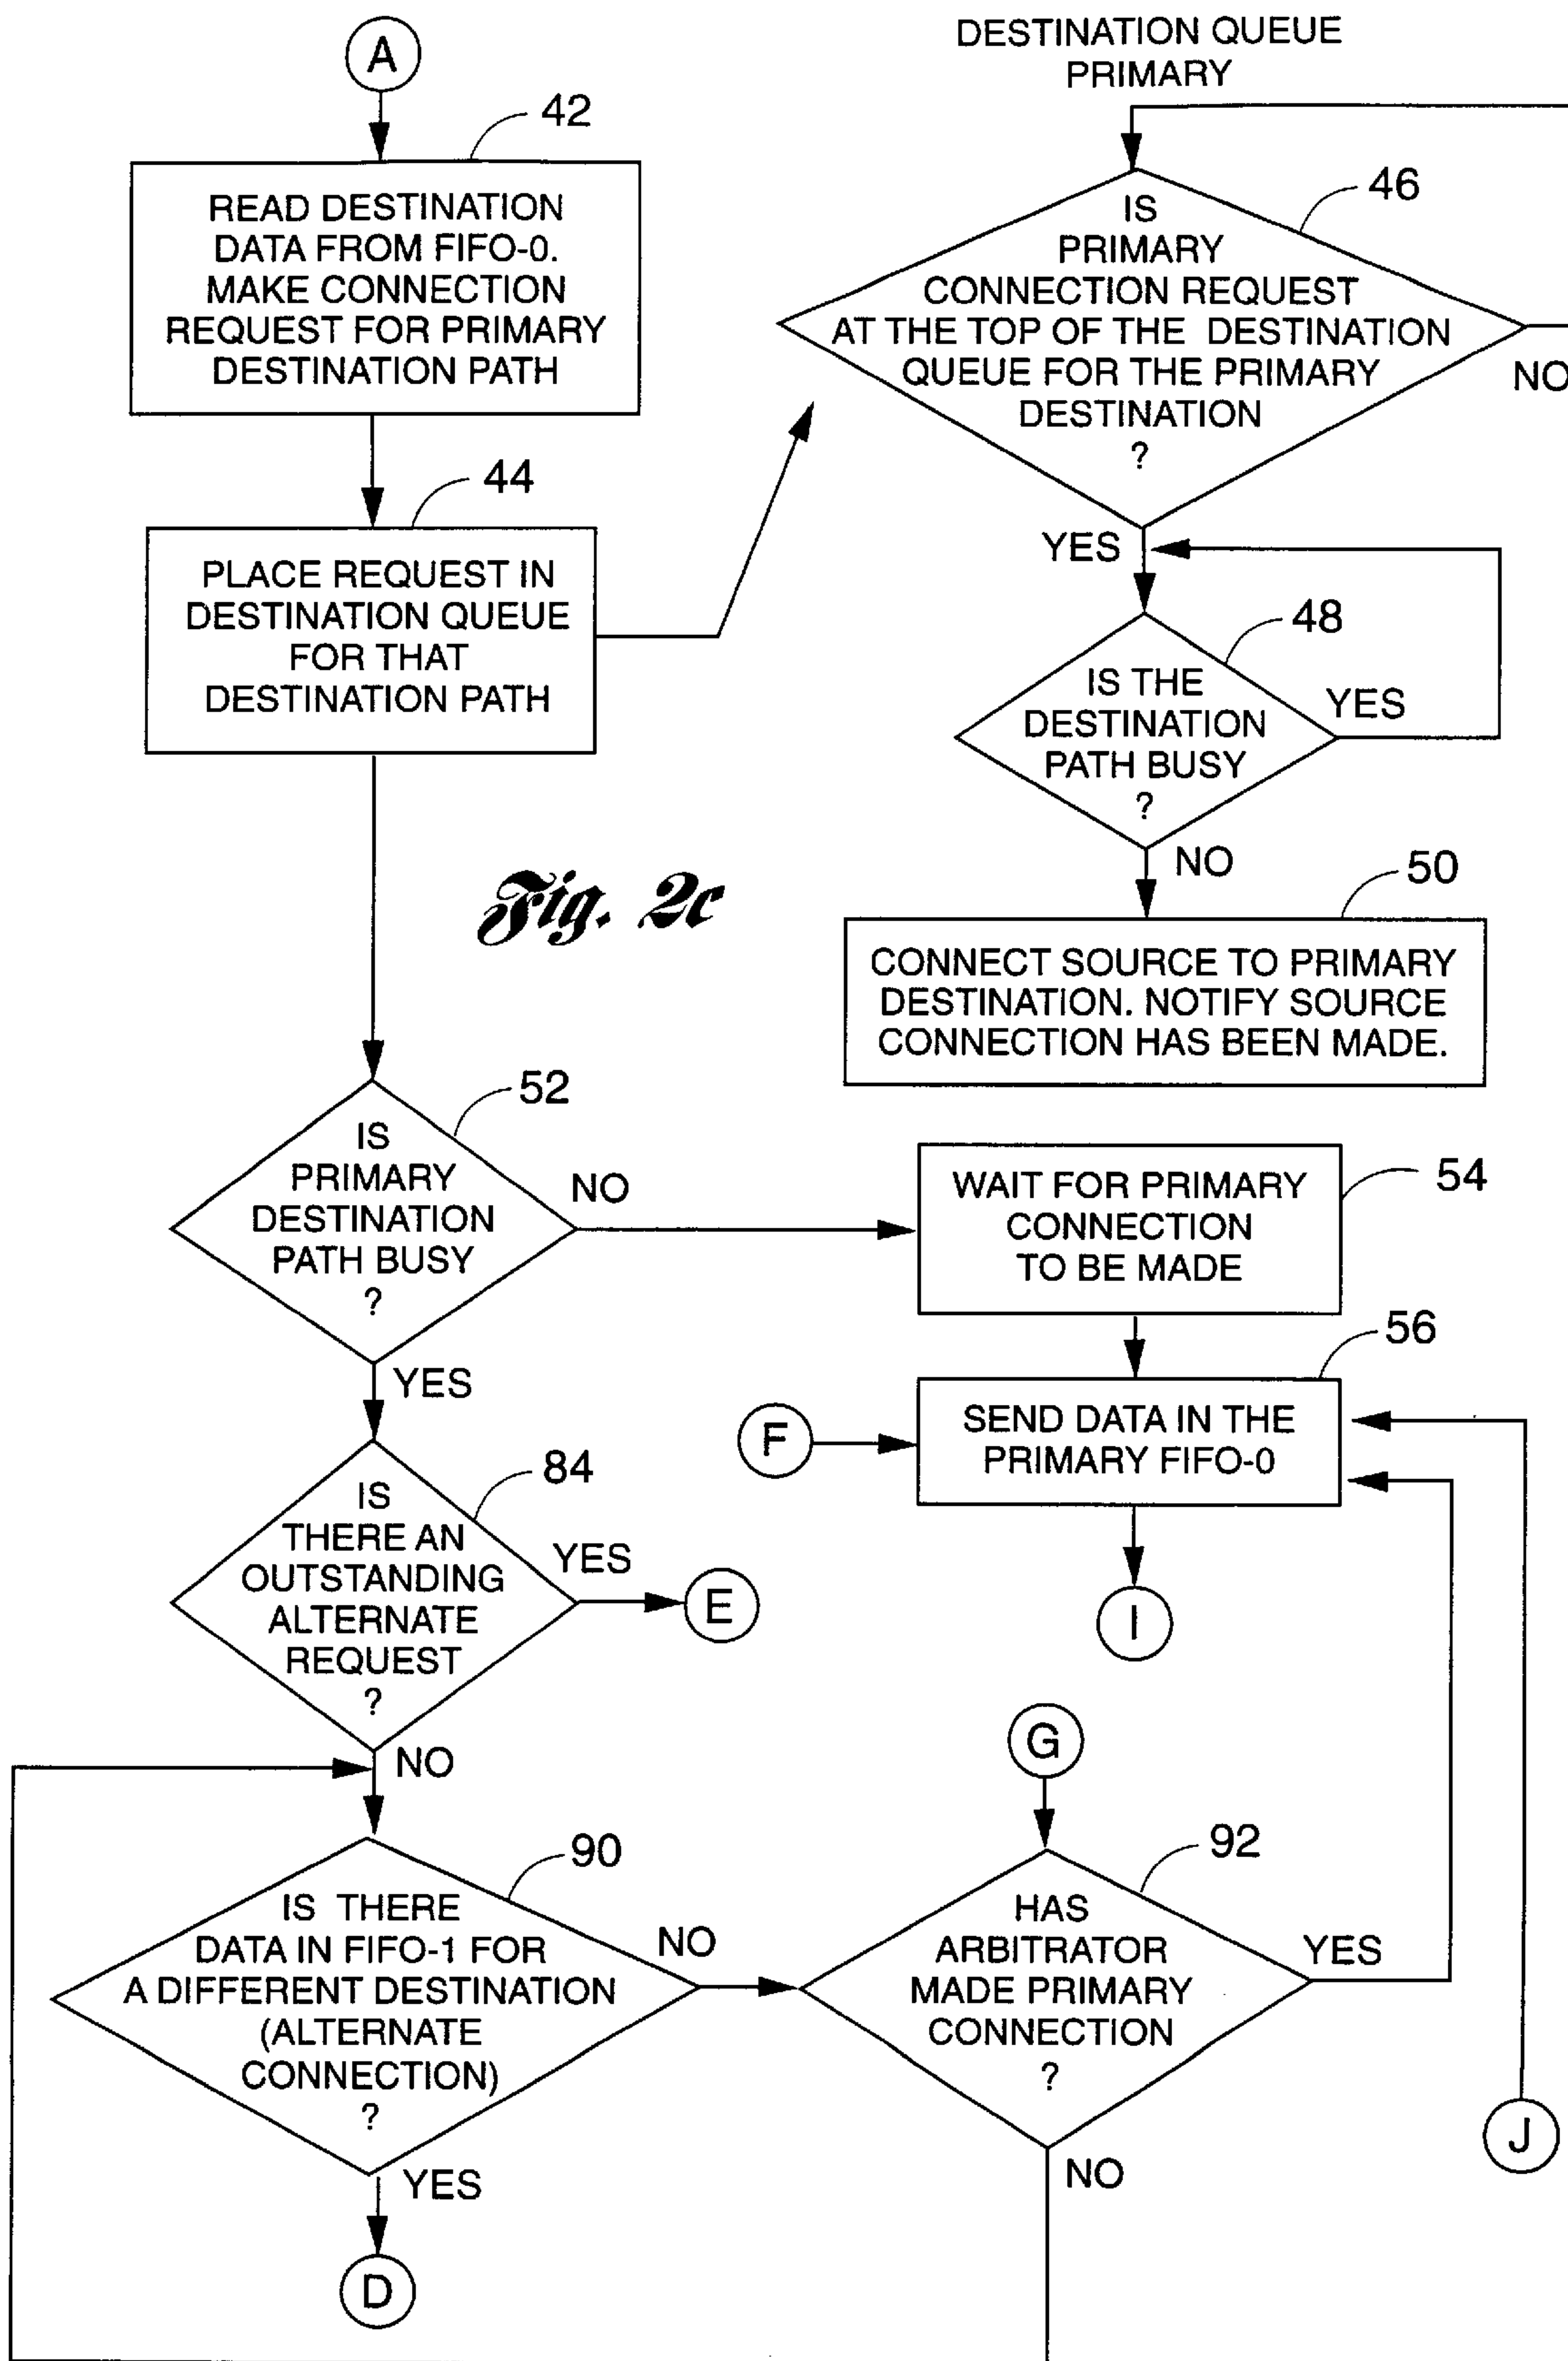 A
42
READ DESTINATION
DATA FROM FIFO-0.
MAKE CONNECTION
REQUEST FOR PRIMARY
DESTINATION PATH
44
PLACE REQUEST IN
DESTINATION QUEUE
FOR THAT
DESTINATION PATH
DESTINATION QUEUE
PRIMARY
46
IS
PRIMARY
CONNECTION REQUEST
AT THE TOP OF THE DESTINATION
QUEUE FOR THE PRIMARY
DESTINATION
?
NO
YES
48
IS THE
DESTINATION
PATH BUSY
?
YES
NO
50
CONNECT SOURCE TO PRIMARY
DESTINATION. NOTIFY SOURCE
CONNECTION HAS BEEN MADE.
Fig. 2c
52
IS
PRIMARY
DESTINATION
PATH BUSY
?
NO
YES
54
WAIT FOR PRIMARY
CONNECTION
TO BE MADE
56
F
SEND DATA IN THE
PRIMARY FIFO-0
I
84
IS
THERE AN
OUTSTANDING
ALTERNATE
REQUEST
?
YES
E
NO
90
IS THERE
DATA IN FIFO-1 FOR
A DIFFERENT DESTINATION
(ALTERNATE
CONNECTION)
?
NO
YES
D
G
92
HAS
ARBITRATOR
MADE PRIMARY
CONNECTION
?
YES
NO
J